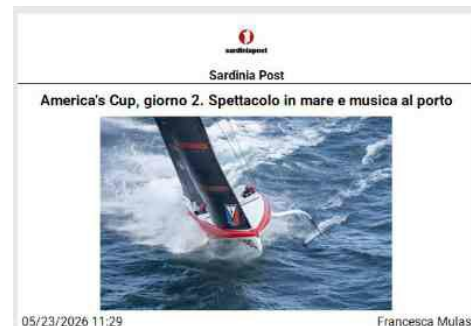 sardiniapost
Sardinia Post
America's Cup, giorno 2. Spettacolo in mare e musica al porto
05/23/2026 11:29
Francesca Mulas